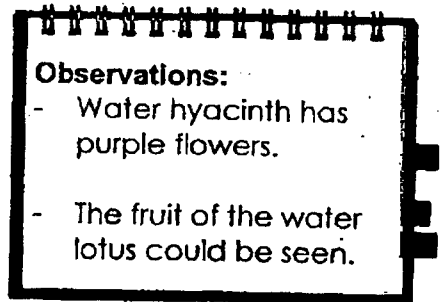 Observations:
- Water hyacinth has
purple flowers.
- The fruit of the water
lotus could be seen.